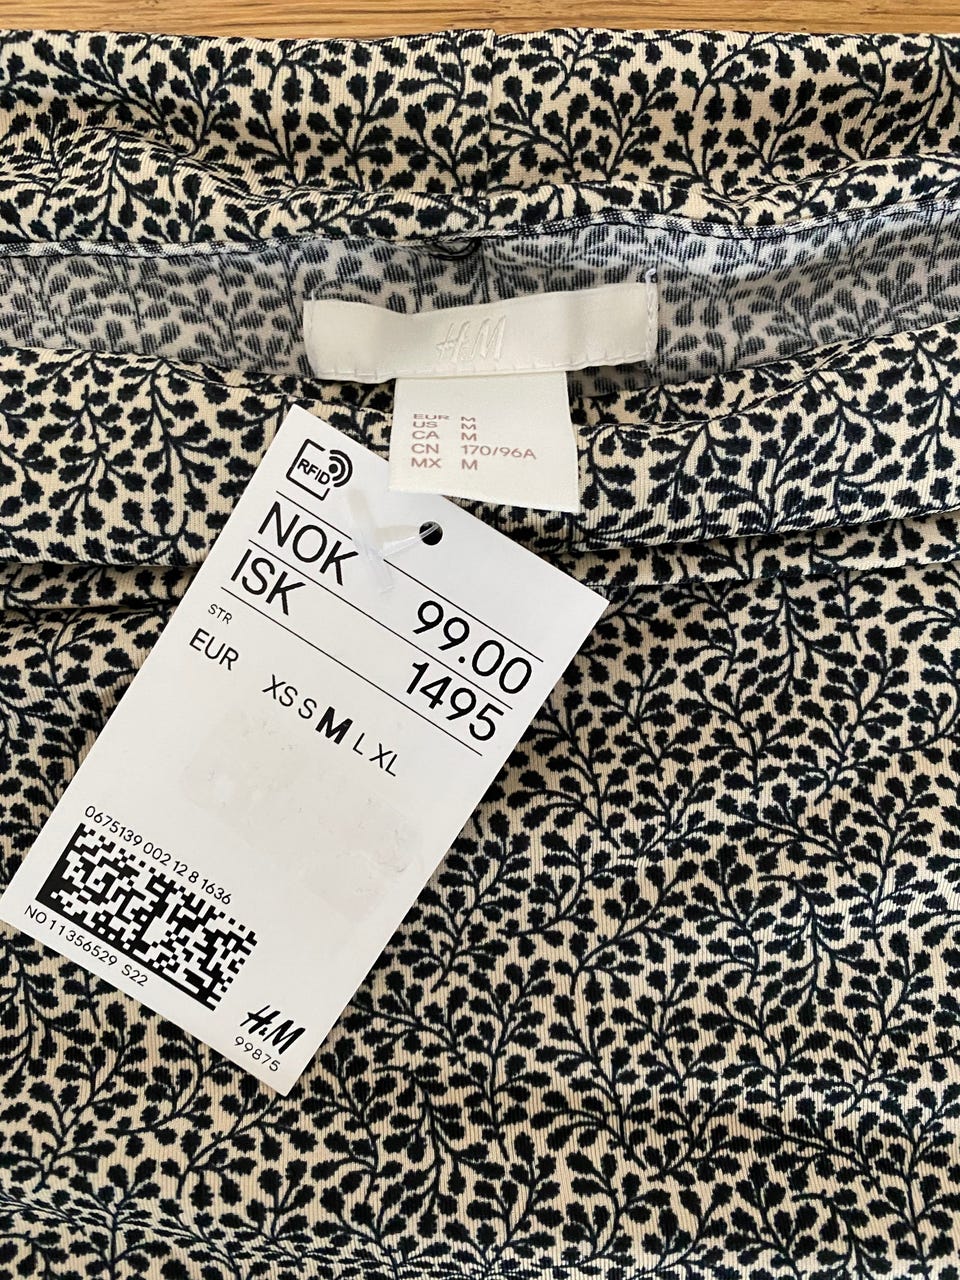 H&M
EUR M
US M
CA M
CN 170/96A
MX M
RFID
NOK 99.00
ISK 1495
STR
EUR XS S M L XL
0675139 002 12 8 1636
NO 11356529 S22
H&M
99875